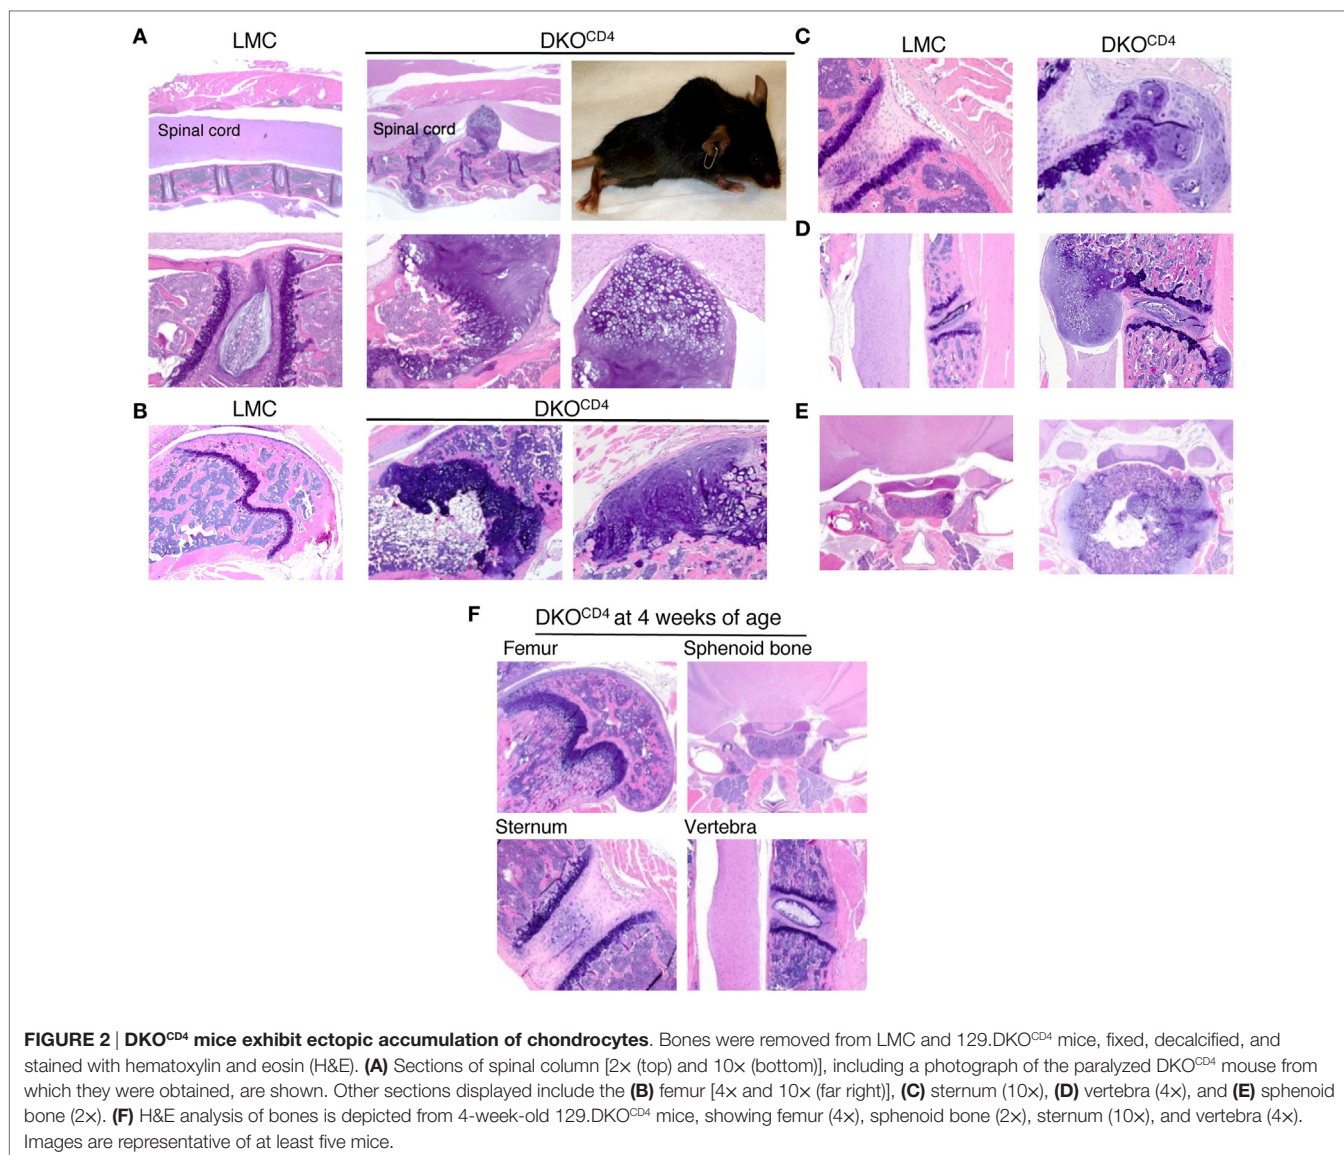 A
LMC
DKOCD4
Spinal cord
Spinal cord
B
LMC
DKOCD4
C
LMC
DKOCD4
D
E
F
DKOCD4 at 4 weeks of age
Femur
Sphenoid bone
Sternum
Vertebra
FIGURE 2 | DKOCD4 mice exhibit ectopic accumulation of chondrocytes. Bones were removed from LMC and 129.DKOCD4 mice, fixed, decalcified, and
stained with hematoxylin and eosin (H&E). (A) Sections of spinal column [2× (top) and 10× (bottom)], including a photograph of the paralyzed DKOCD4 mouse from
which they were obtained, are shown. Other sections displayed include the (B) femur [4× and 10× (far right)], (C) sternum (10×), (D) vertebra (4×), and (E) sphenoid
bone (2×). (F) H&E analysis of bones is depicted from 4-week-old 129.DKOCD4 mice, showing femur (4×), sphenoid bone (2×), sternum (10×), and vertebra (4×).
Images are representative of at least five mice.